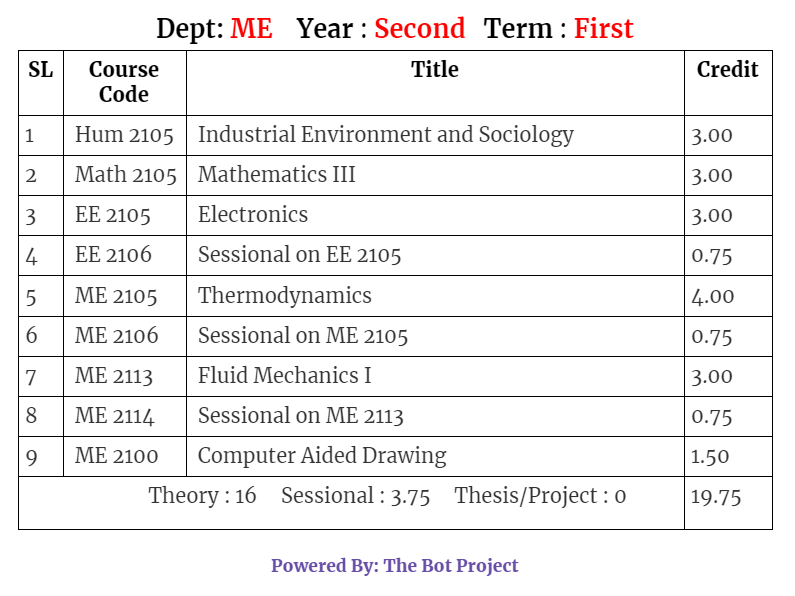 Dept: ME Year : Second Term : First
SL Course Code Title Credit
1 Hum 2105 Industrial Environment and Sociology 3.00
2 Math 2105 Mathematics III 3.00
3 EE 2105 Electronics 3.00
4 EE 2106 Sessional on EE 2105 0.75
5 ME 2105 Thermodynamics 4.00
6 ME 2106 Sessional on ME 2105 0.75
7 ME 2113 Fluid Mechanics I 3.00
8 ME 2114 Sessional on ME 2113 0.75
9 ME 2100 Computer Aided Drawing 1.50
Theory : 16 Sessional : 3.75 Thesis/Project : 0 19.75
Powered By: The Bot Project